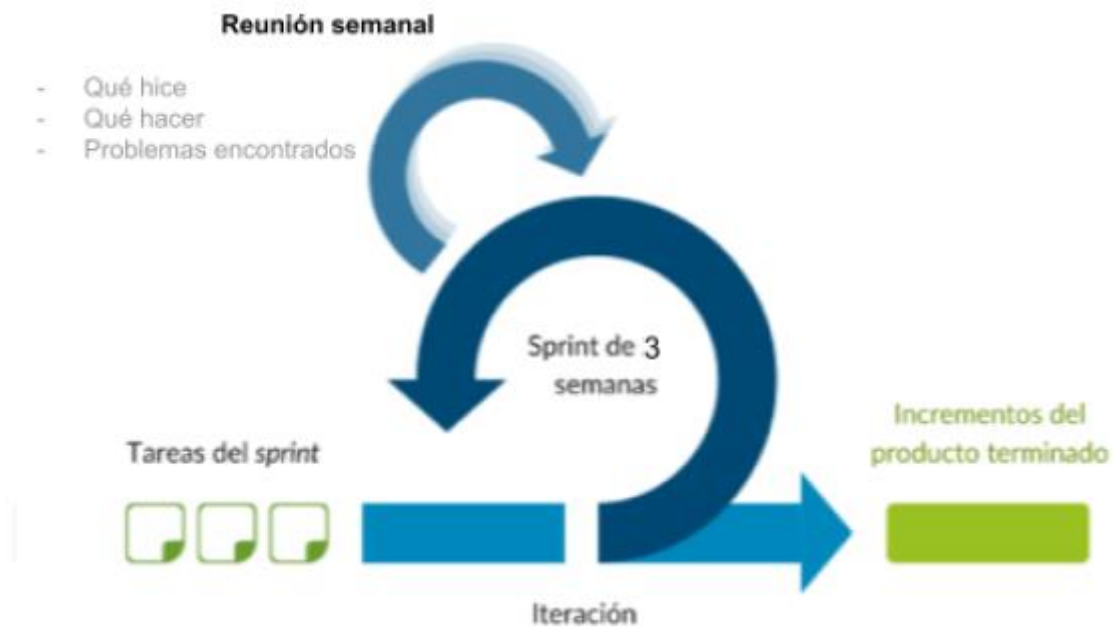 Reunión semanal
- Qué hice
- Qué hacer
- Problemas encontrados
Sprint de 3
semanas
Incrementos del
producto terminado
Tareas del sprint
Iteración